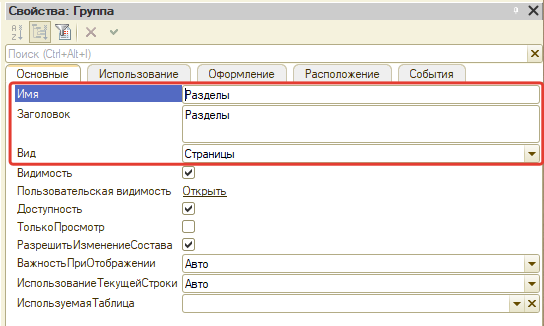 Свойства: Группа
Поиск (Ctrl+Alt+I)
Основные Использование Оформление Расположение События
Имя Разделы
Заголовок Разделы
Вид Страницы
Видимость
Пользовательская видимость Открыть
Доступность
ТолькоПросмотр
РазрешитьИзменениеСостава
ВажностьПриОтображении Авто
ИспользованиеТекущейСтроки Авто
ИспользуемаяТаблица